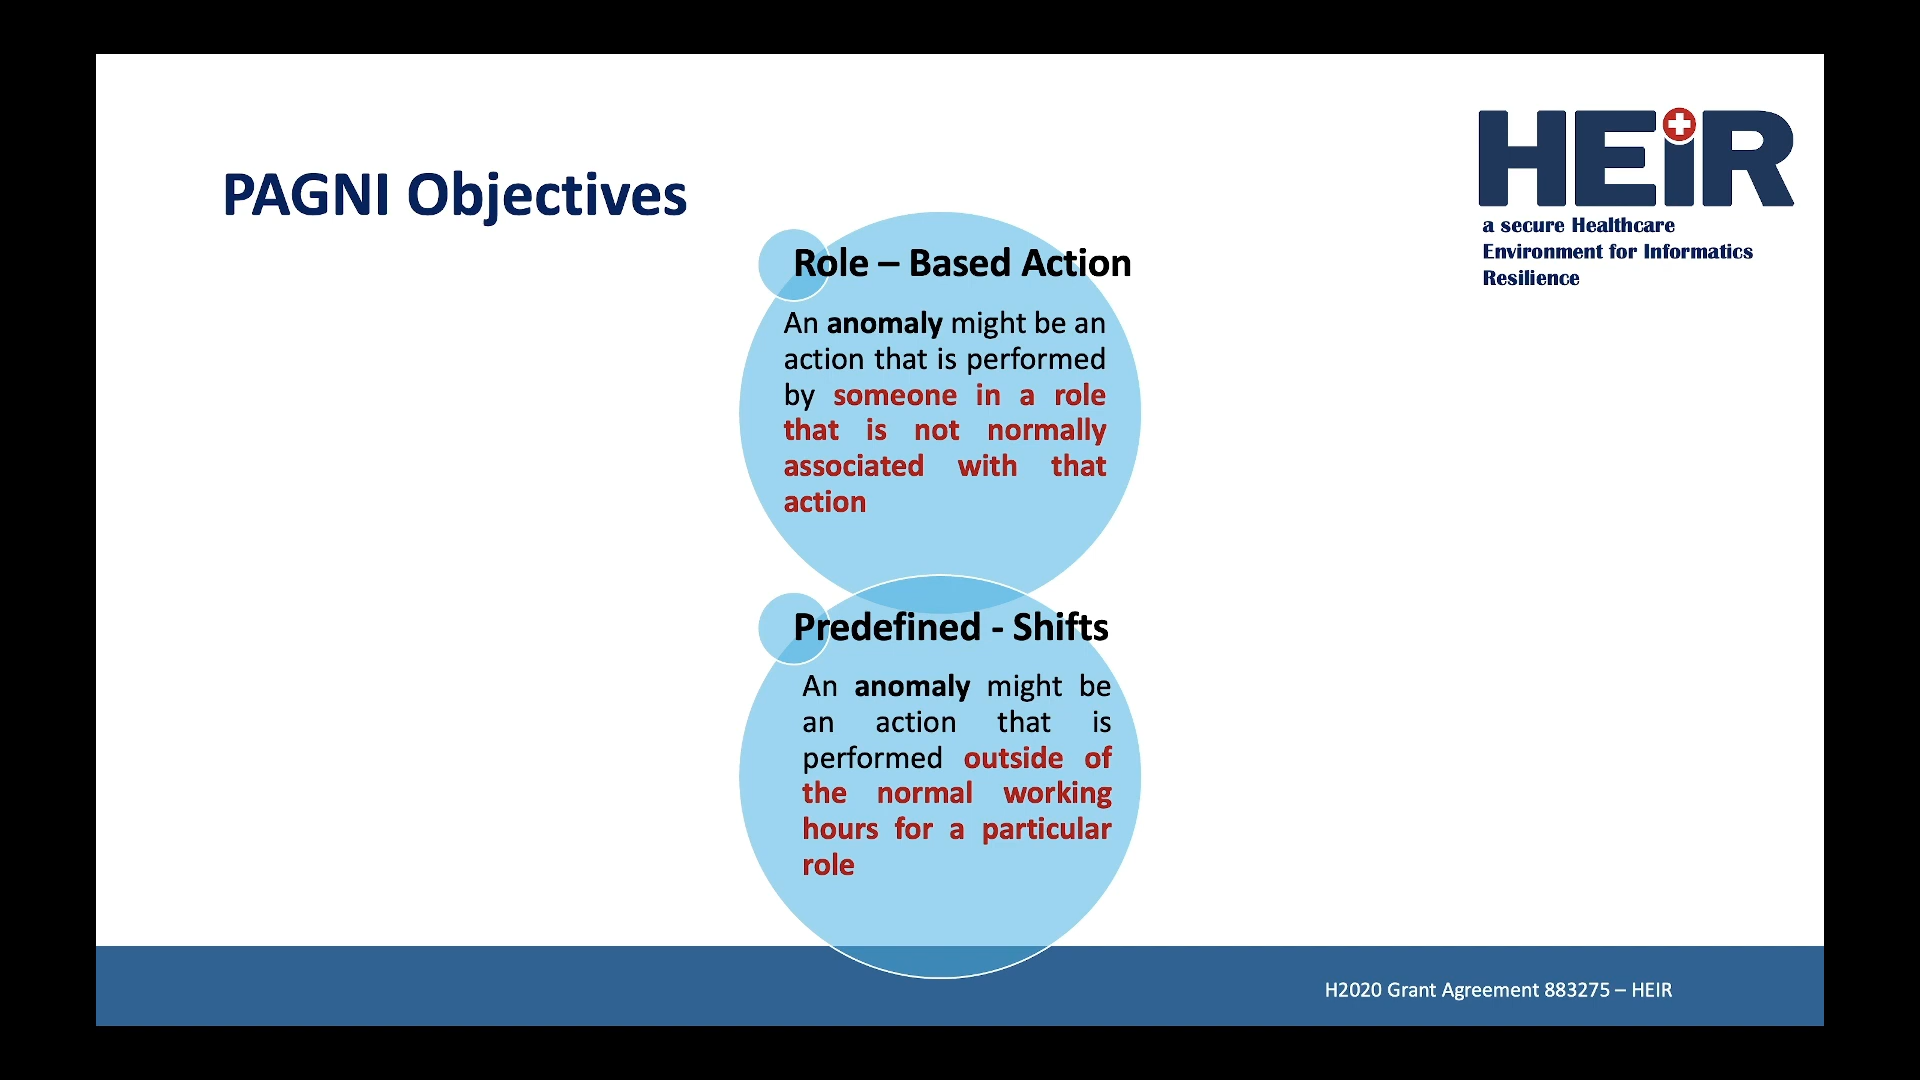 PAGNI Objectives
HEiR
a secure Healthcare
Environment for Informatics
Resilience
Role – Based Action
An anomaly might be an
action that is performed
by someone in a role
that is not normally
associated with that
action
Predefined - Shifts
An anomaly might be
an action that is
performed outside of
the normal working
hours for a particular
role
H2020 Grant Agreement 883275 – HEIR